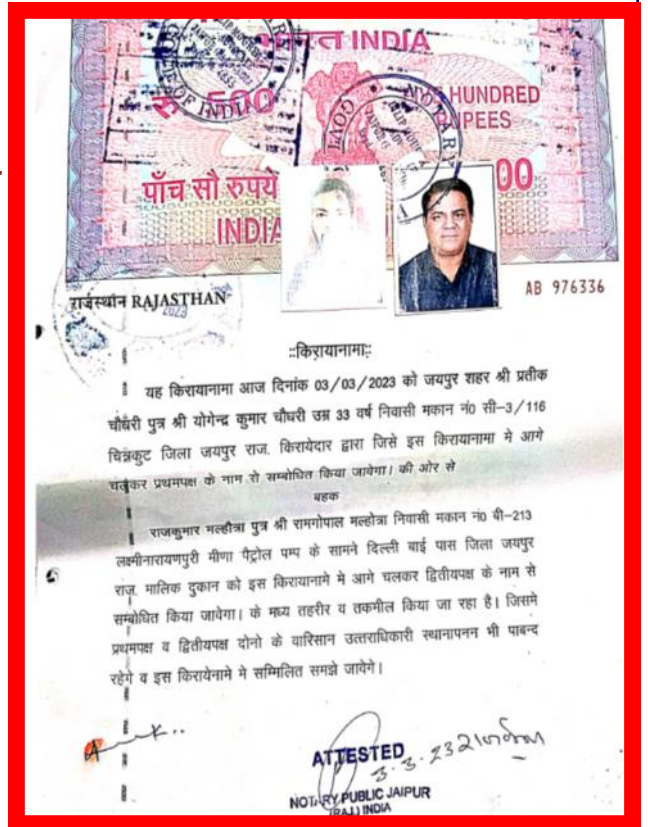 भारत INDIA
रु. 500
FIVE HUNDRED
RUPEES
पाँच सौ रुपये
INDIA
राजस्थान RAJASTHAN
AB 976336
::किरायानामा::
यह किरायानामा आज दिनांक 03/03/2023 को जयपुर शहर श्री प्रतीक
चौधरी पुत्र श्री योगेन्द्र कुमार चौधरी उम्र 33 वर्ष निवासी मकान नं0 सी-3/116
चित्रकुट जिला जयपुर राज. किरायेदार द्वारा जिसे इस किरायानामा मे आगे
चलकर प्रथमपक्ष के नाम से सम्बोधित किया जावेगा। की ओर से
बहक
राजकुमार मल्होत्रा पुत्र श्री रामगोपाल मल्होत्रा निवासी मकान नं0 बी-213
लक्ष्मीनारायणपुरी मीणा पैट्रोल पम्प के सामने दिल्ली बाई पास जिला जयपुर
राज. मालिक दुकान को इस किरायानामे मे आगे चलकर द्वितीयपक्ष के नाम से
सम्बोधित किया जावेगा। के मध्य तहरीर व तकमील किया जा रहा है। जिसमे
प्रथमपक्ष व द्वितीयपक्ष दोनो के वारिसान उत्तराधिकारी स्थानापनन भी पाबन्द
रहेगे व इस किरायेनामे मे सम्मिलित समझे जायेगे।
ATTESTED
3.3.23
NOTARY PUBLIC JAIPUR
(RAJ.) INDIA